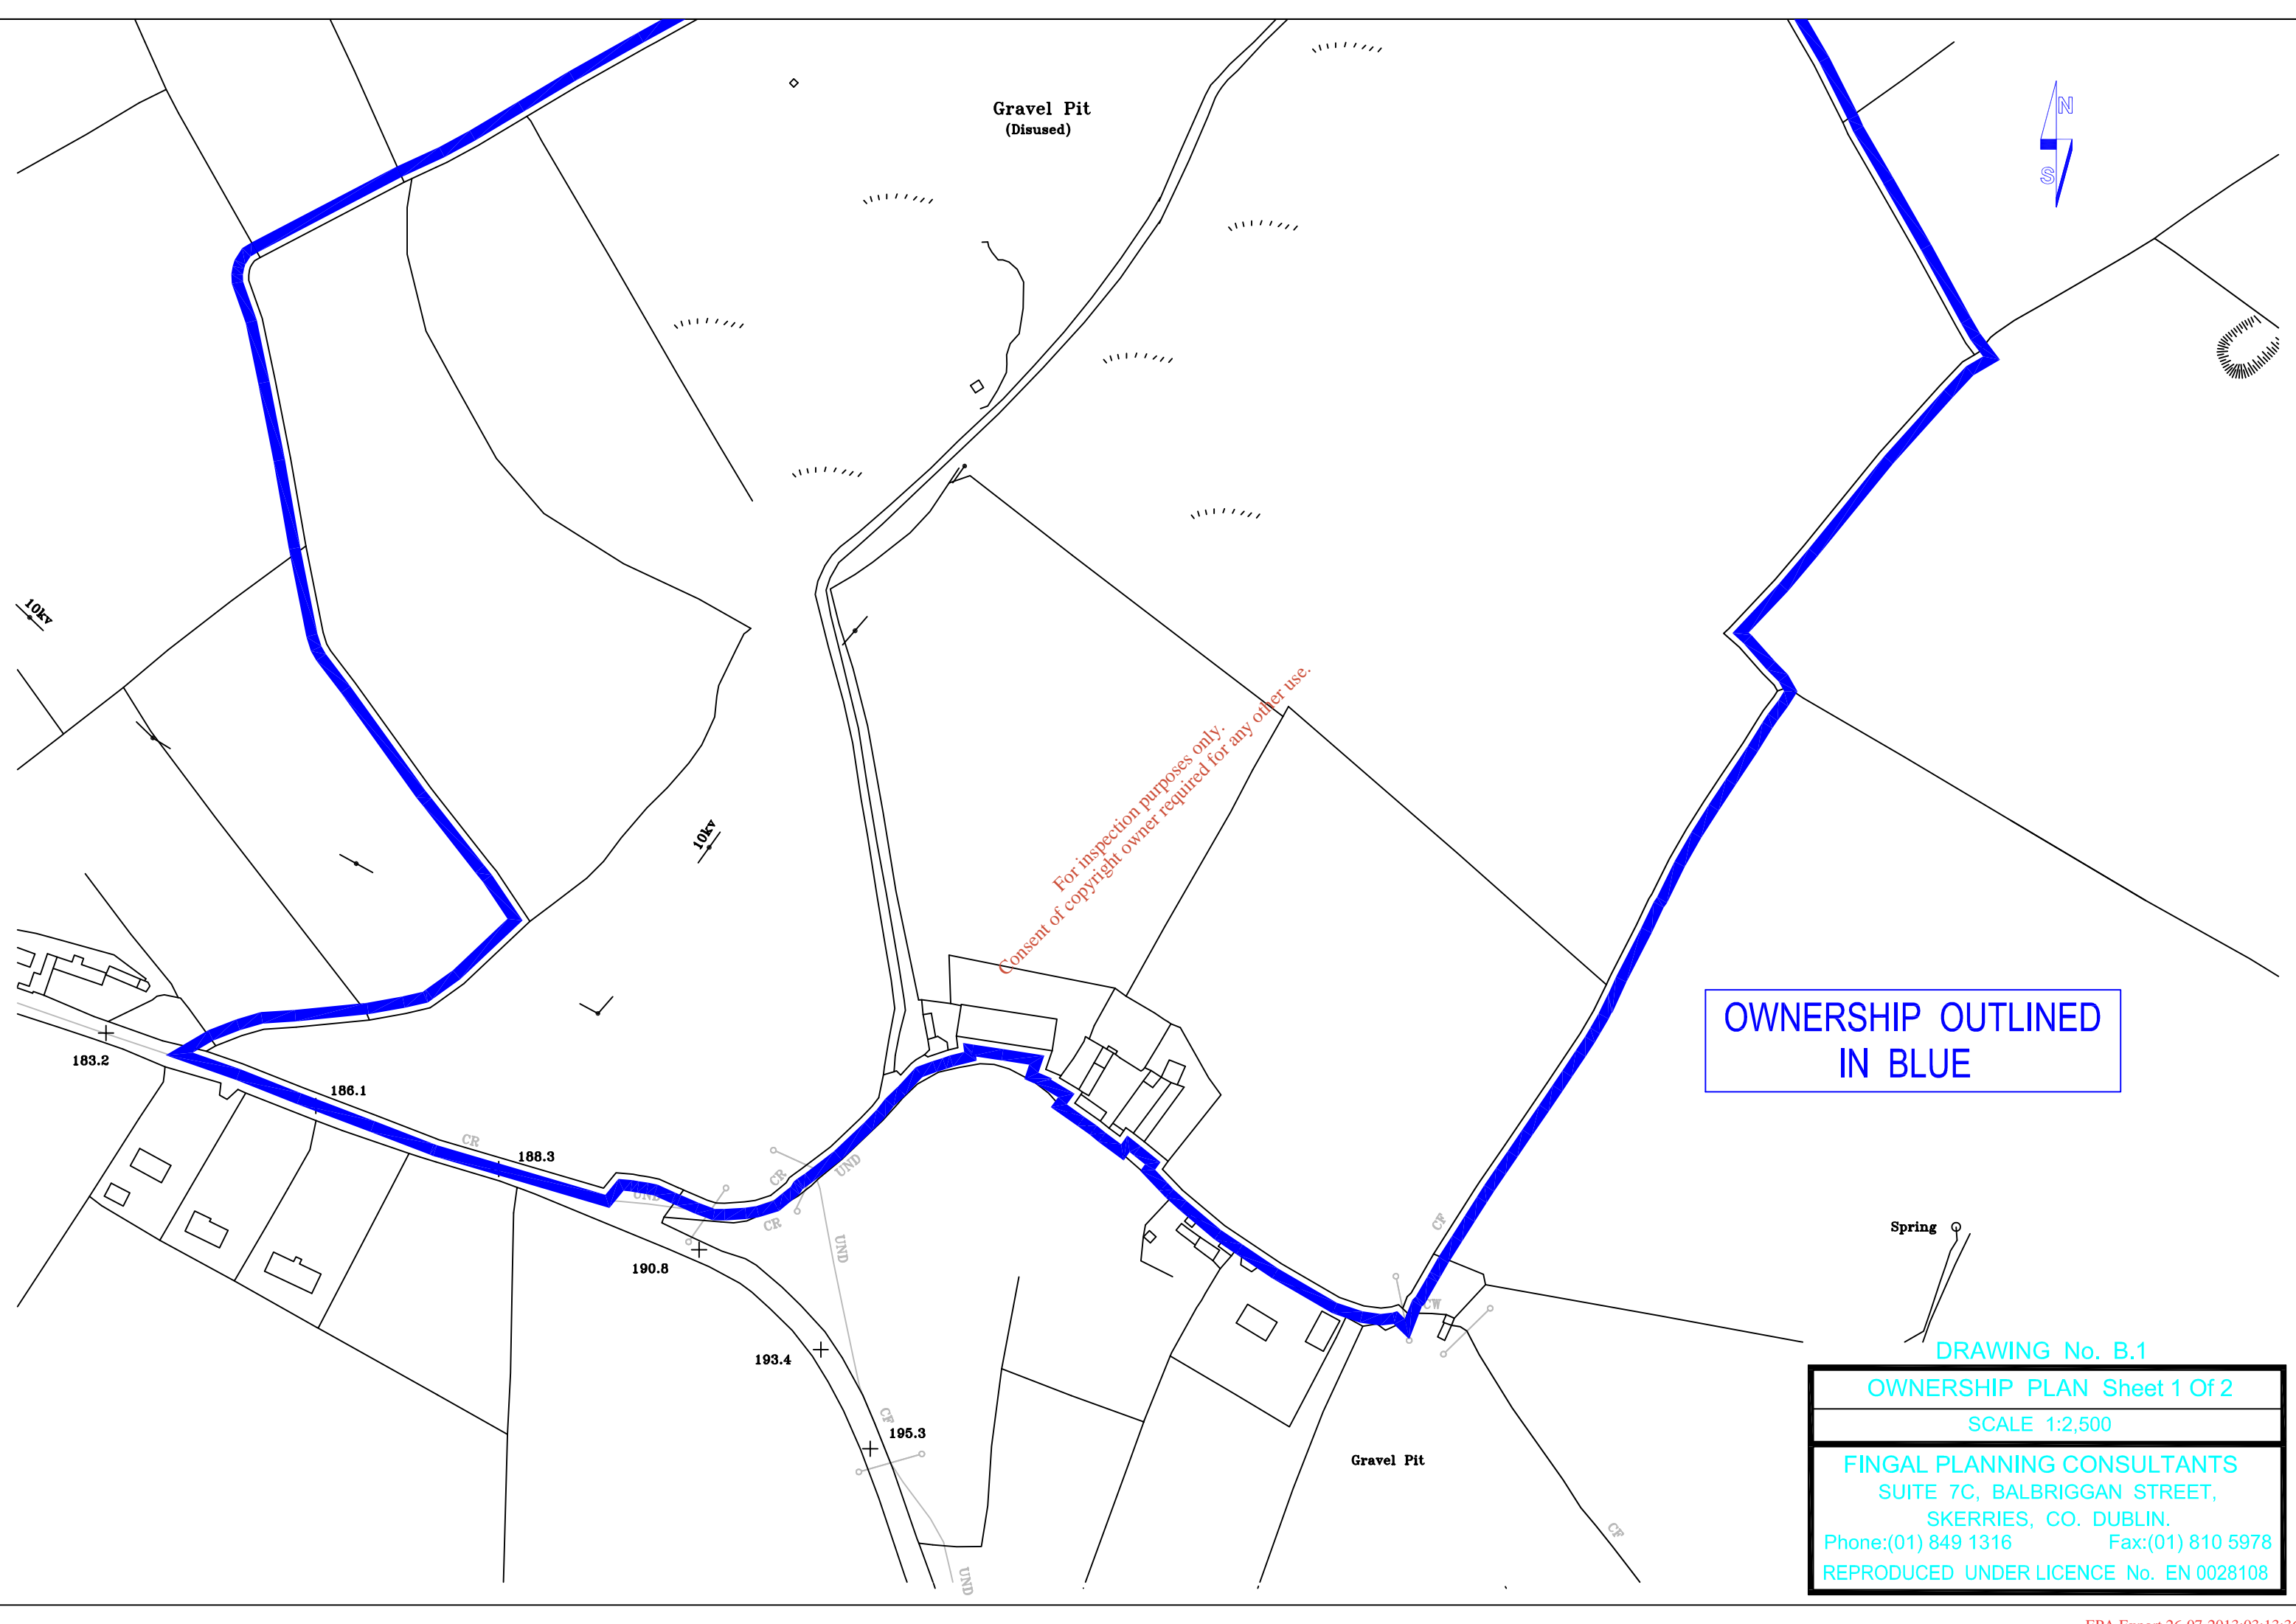 Gravel Pit
(Disused)
N
S
10kv
10kv
For inspection purposes only.
Consent of copyright owner required for any other use.
OWNERSHIP OUTLINED
IN BLUE
183.2
186.1
CR
188.3
UND
CR
UND
CR
UND
190.8
193.4
CF
195.3
UND
CF
CW
Spring
Gravel Pit
CF
DRAWING No. B.1
OWNERSHIP PLAN Sheet 1 Of 2
SCALE 1:2,500
FINGAL PLANNING CONSULTANTS
SUITE 7C, BALBRIGGAN STREET,
SKERRIES, CO. DUBLIN.
Phone:(01) 849 1316 Fax:(01) 810 5978
REPRODUCED UNDER LICENCE No. EN 0028108